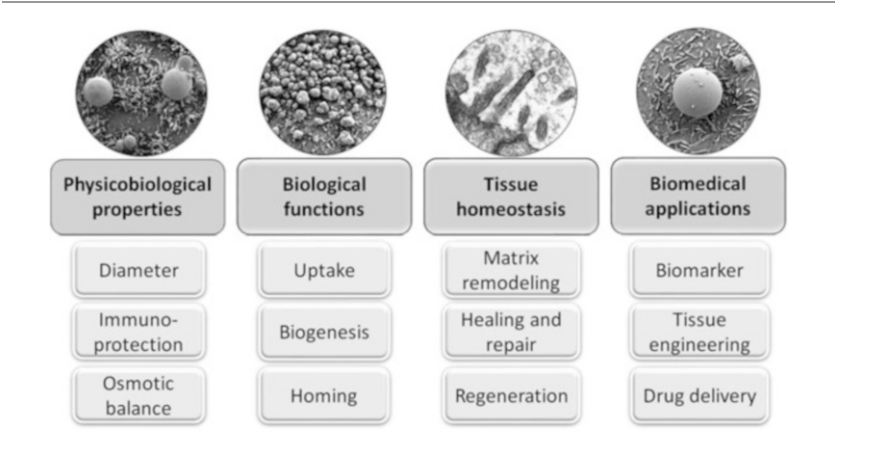 Physicobiological
properties
Biological
functions
Tissue
homeostasis
Biomedical
applications
Diameter
Uptake
Matrix
remodeling
Biomarker
Immuno-
protection
Biogenesis
Healing and
repair
Tissue
engineering
Osmotic
balance
Homing
Regeneration
Drug delivery